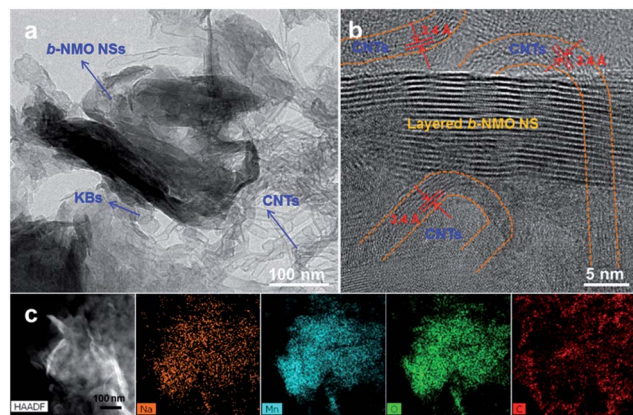 a
b-NMO NSs
KBs
CNTs
100 nm
b
CNTs
3.4 Å
CNTs
3.4 Å
Layered b-NMO NS
3.4 Å
CNTs
5 nm
c
HAADF
100 nm
Na
Mn
O
C